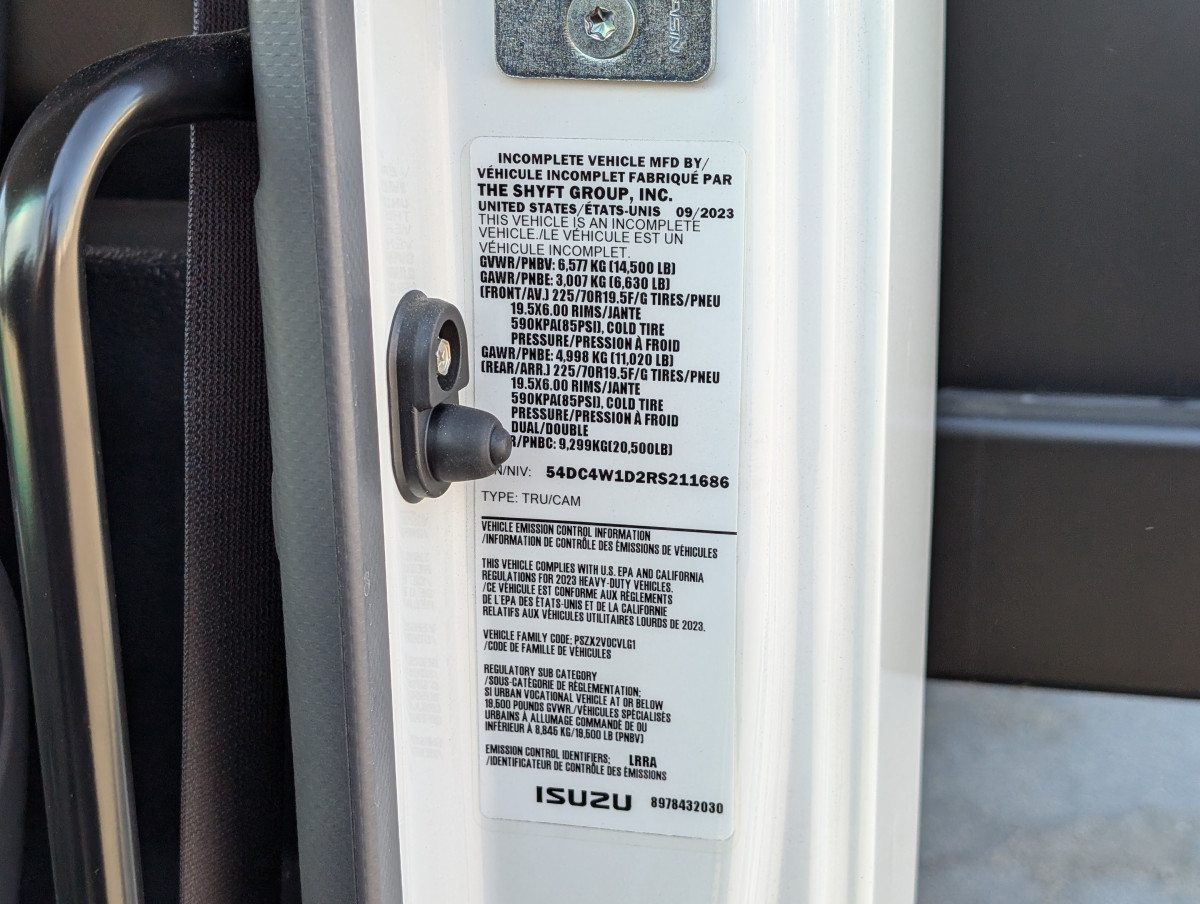 INCOMPLETE VEHICLE MFD BY/
VÉHICULE INCOMPLET FABRIQUÉ PAR
THE SHYFT GROUP, INC.
UNITED STATES/ÉTATS-UNIS 09/2023
THIS VEHICLE IS AN INCOMPLETE
VEHICLE./LE VÉHICULE EST UN
VÉHICULE INCOMPLET.
GVWR/PNBV: 6,577 KG (14,500 LB)
GAWR/PNBE: 3,007 KG (6,630 LB)
(FRONT/AV.) 225/70R19.5F/G TIRES/PNEU
19.5X6.00 RIMS/JANTE
590KPA(85PSI), COLD TIRE
PRESSURE/PRESSION À FROID
GAWR/PNBE: 4,998 KG (11,020 LB)
(REAR/ARR.) 225/70R19.5F/G TIRES/PNEU
19.5X6.00 RIMS/JANTE
590KPA(85PSI), COLD TIRE
PRESSURE/PRESSION À FROID
DUAL/DOUBLE
R/PNBC: 9,299KG(20,500LB)
N/NIV: 54DC4W1D2RS211686
TYPE: TRU/CAM
VEHICLE EMISSION CONTROL INFORMATION
/INFORMATION DE CONTRÔLE DES ÉMISSIONS DE VÉHICULES
THIS VEHICLE COMPLIES WITH U.S. EPA AND CALIFORNIA
REGULATIONS FOR 2023 HEAVY-DUTY VEHICLES.
/CE VÉHICULE EST CONFORME AUX RÈGLEMENTS
DE L'EPA DES ÉTATS-UNIS ET DE LA CALIFORNIE
RELATIFS AUX VÉHICULES UTILITAIRES LOURDS DE 2023.
VEHICLE FAMILY CODE: PSZX2VOCVLG1
/CODE DE FAMILLE DE VÉHICULES
REGULATORY SUB CATEGORY
/SOUS-CATÉGORIE DE RÉGLEMENTATION:
SI URBAN VOCATIONAL VEHICLE AT OR BELOW
19,500 POUNDS GVWR./VÉHICULES SPÉCIALISÉS
URBAINS À ALLUMAGE COMMANDÉ DE OU
INFÉRIEUR À 8,845 KG/19,500 LB (PNBV)
EMISSION CONTROL IDENTIFIERS: LRRA
/IDENTIFICATEUR DE CONTRÔLE DES ÉMISSIONS
ISUZU 8978432030